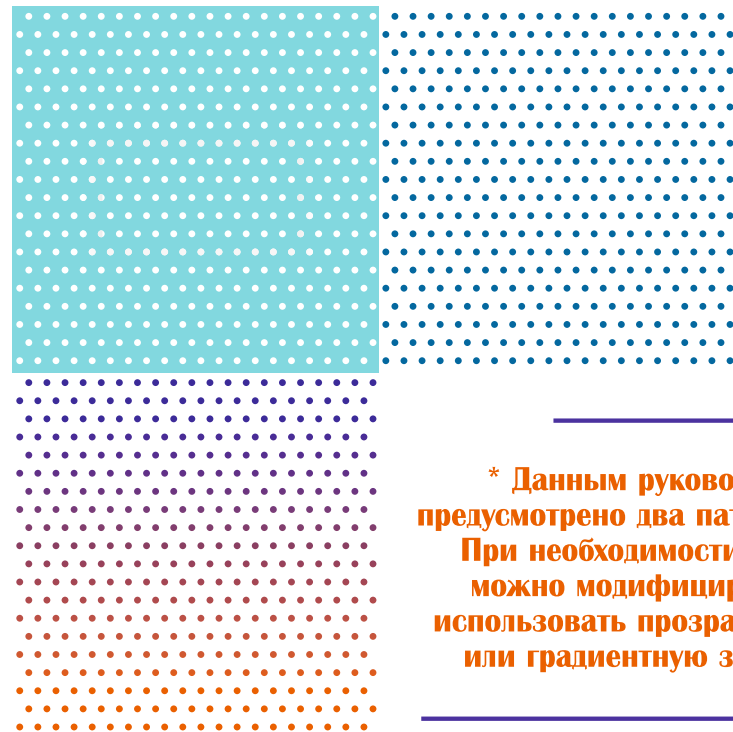 * Данным руково
предусмотрено два пат
При необходимости
можно модифицир
использовать прозра
или градиентную з